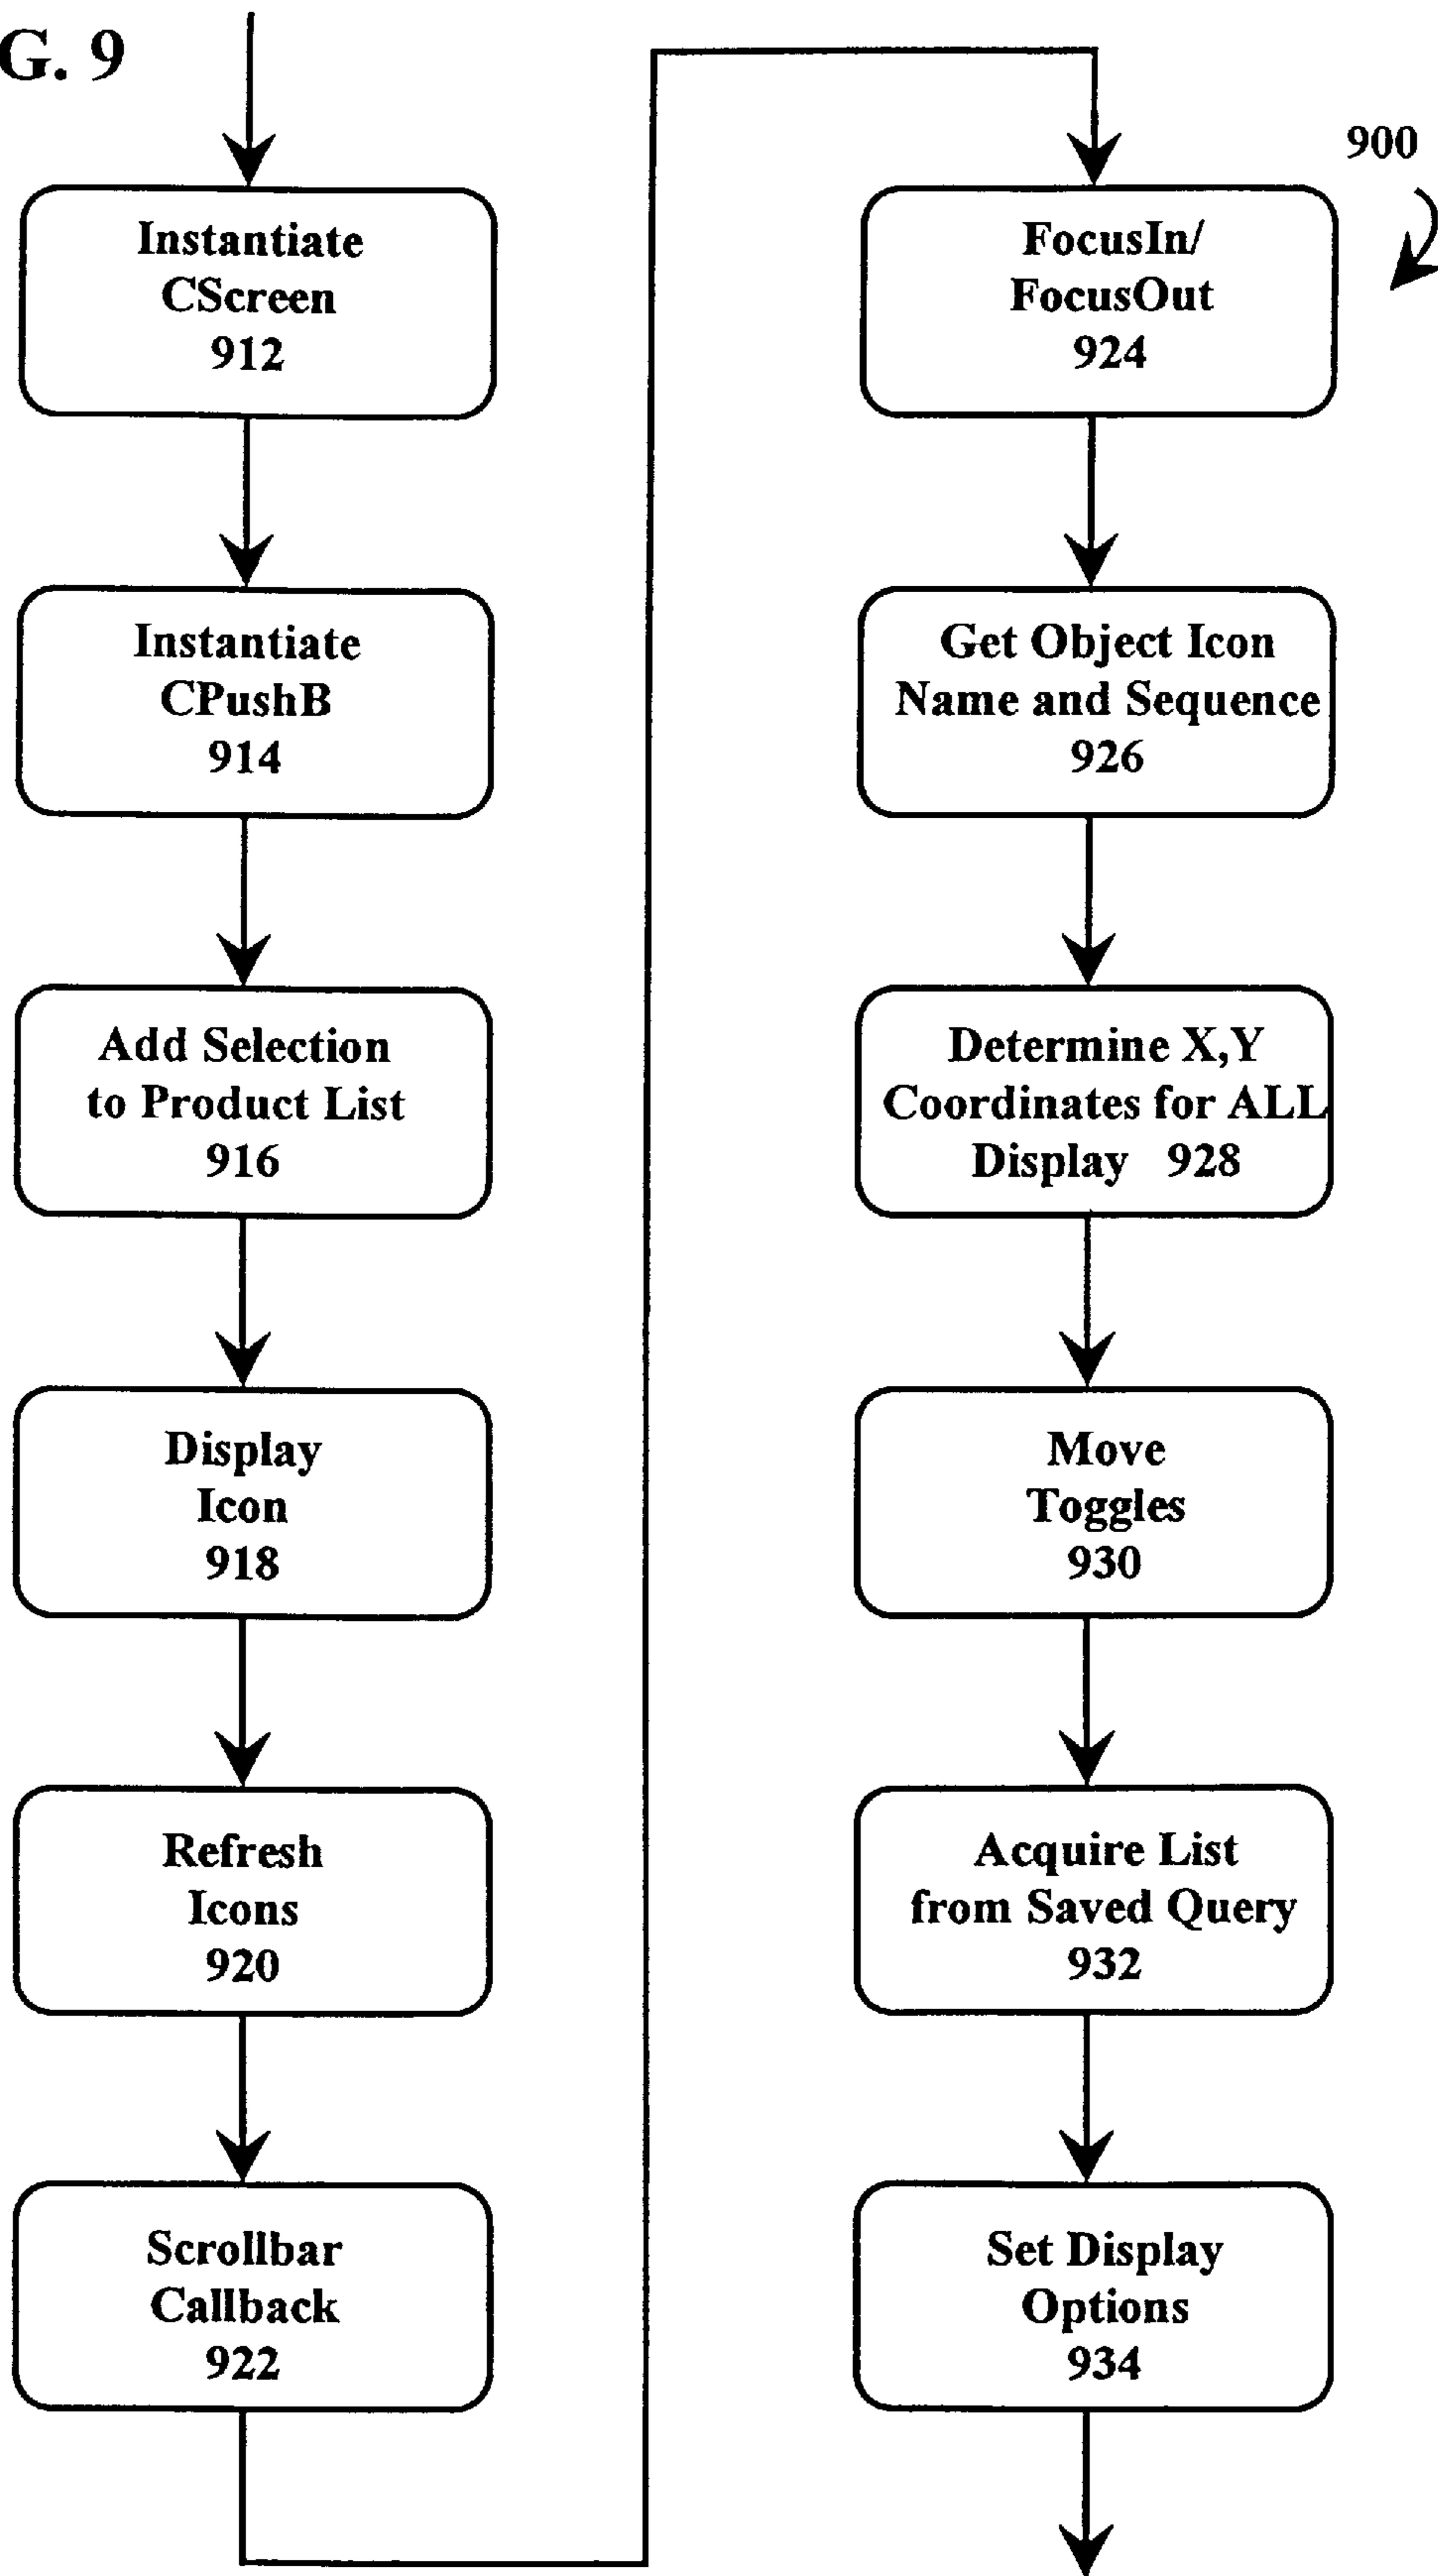 G. 9
Instantiate
CScreen
912
Instantiate
CPushB
914
Add Selection
to Product List
916
Display
Icon
918
Refresh
Icons
920
Scrollbar
Callback
922
900
FocusIn/
FocusOut
924
Get Object Icon
Name and Sequence
926
Determine X,Y
Coordinates for ALL
Display 928
Move
Toggles
930
Acquire List
from Saved Query
932
Set Display
Options
934